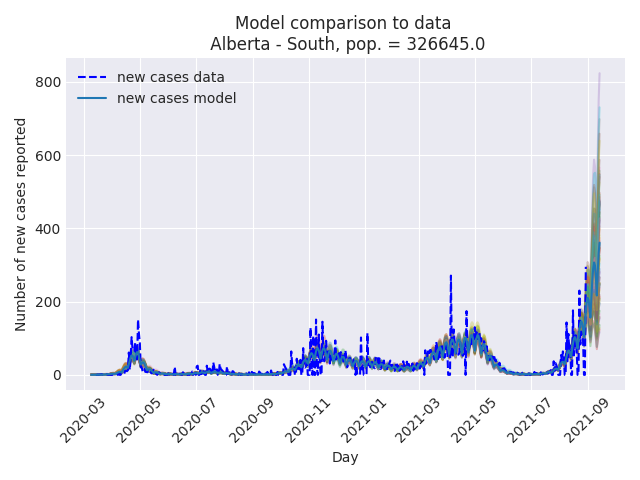 Model comparison to data
Alberta - South, pop. = 326645.0
new cases data
new cases model
Number of new cases reported
800
600
400
200
0
2020-03
2020-05
2020-07
2020-09
2020-11
2021-01
2021-03
2021-05
2021-07
2021-09
Day